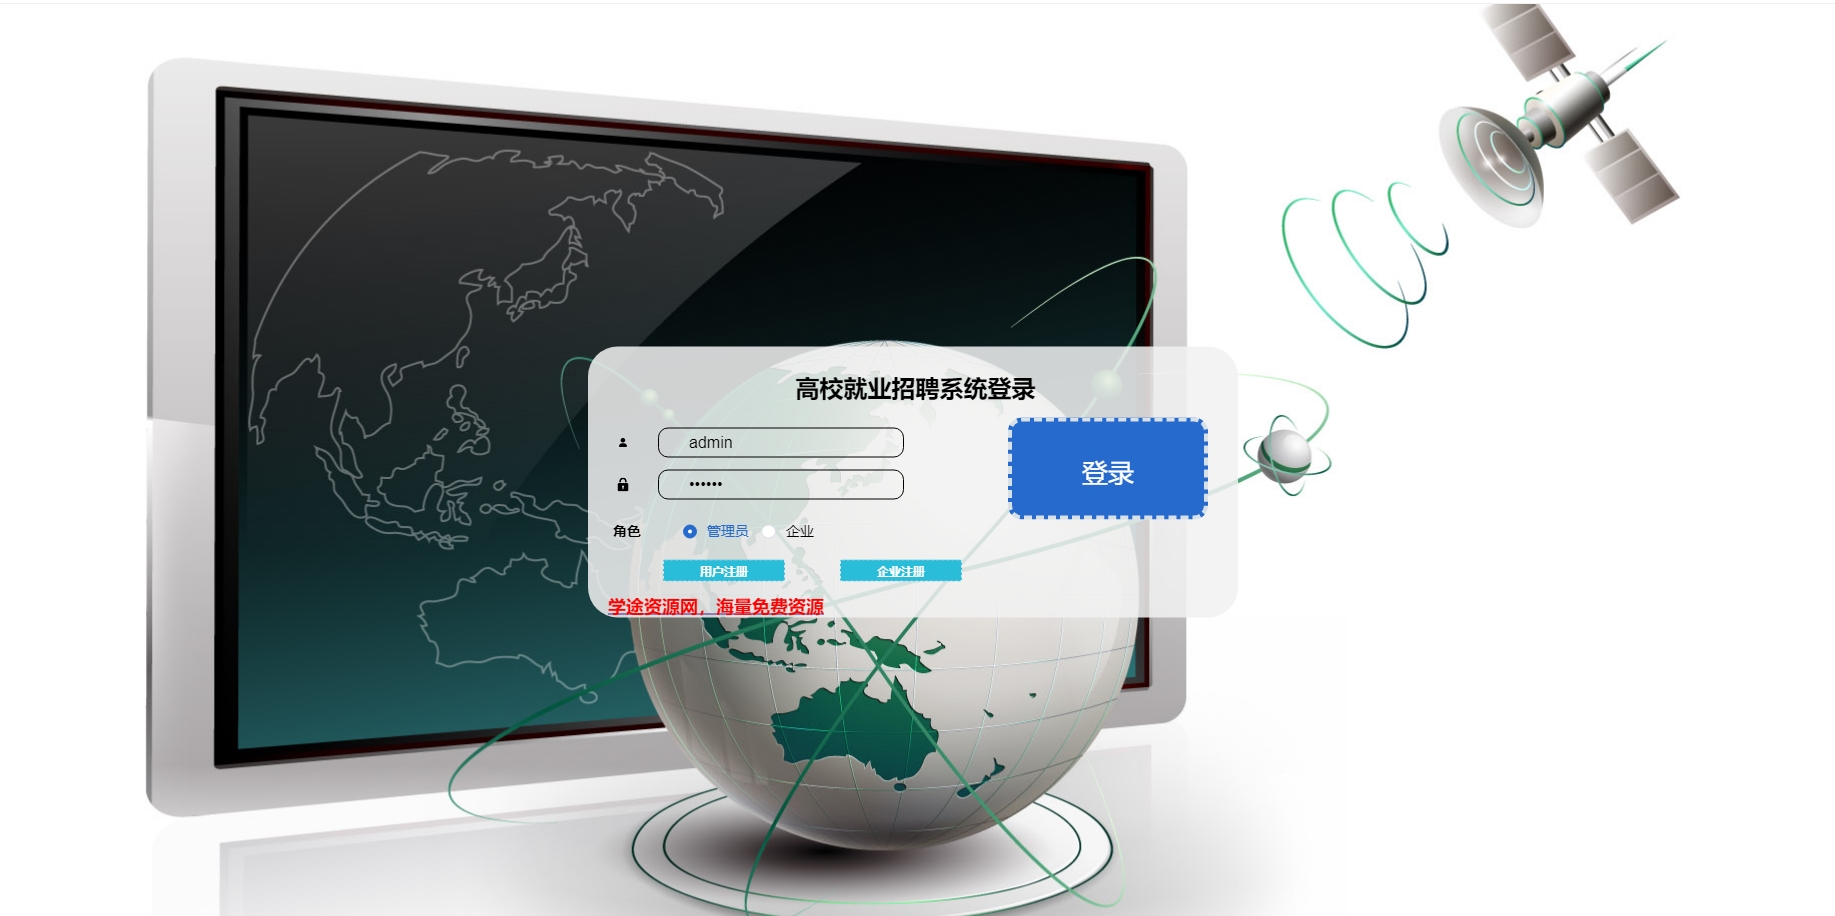 高校就业招聘系统登录
admin
••••••
登录
角色 管理员 企业
用户注册 企业注册
学途资源网，海量免费资源